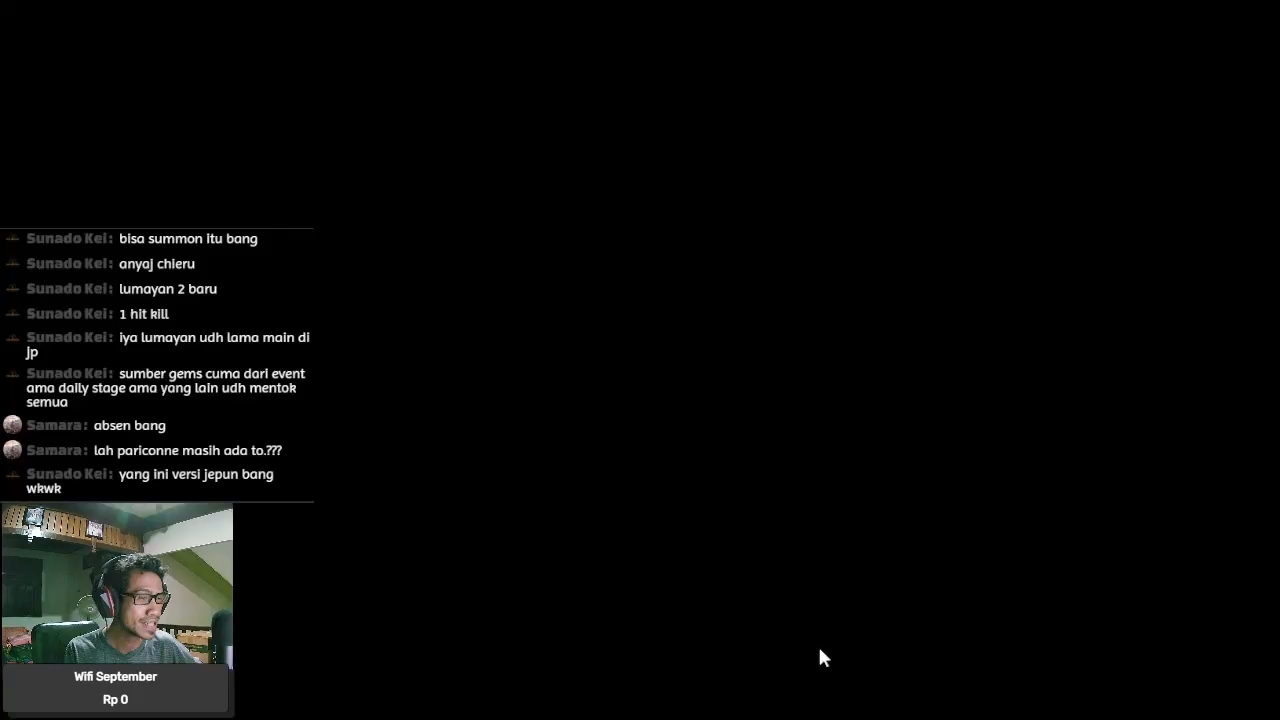 Sunado Kei: bisa summon itu bang
Sunado Kei: anyaj chieru
Sunado Kei: lumayan 2 baru
Sunado Kei: 1 hit kill
Sunado Kei: iya lumayan udh lama main di
jp
Sunado Kei: sumber gems cuma dari event
ama daily stage ama yang lain udh mentok
semua
Samara: absen bang
Samara: lah pariconne masih ada to.???
Sunado Kei: yang ini versi jepun bang
wkwk
Wifi September
Rp 0